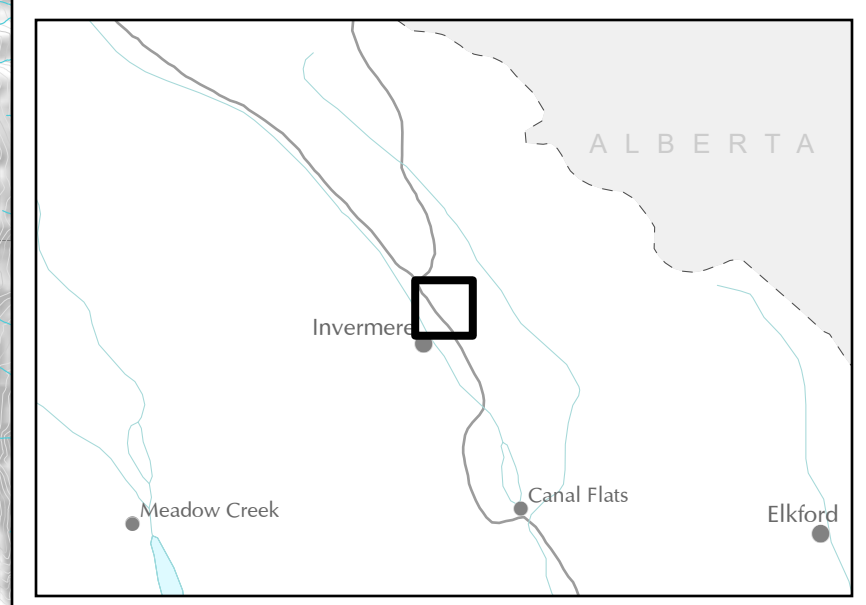 ALBERTA
Invermere
Canal Flats
Meadow Creek
Elkford